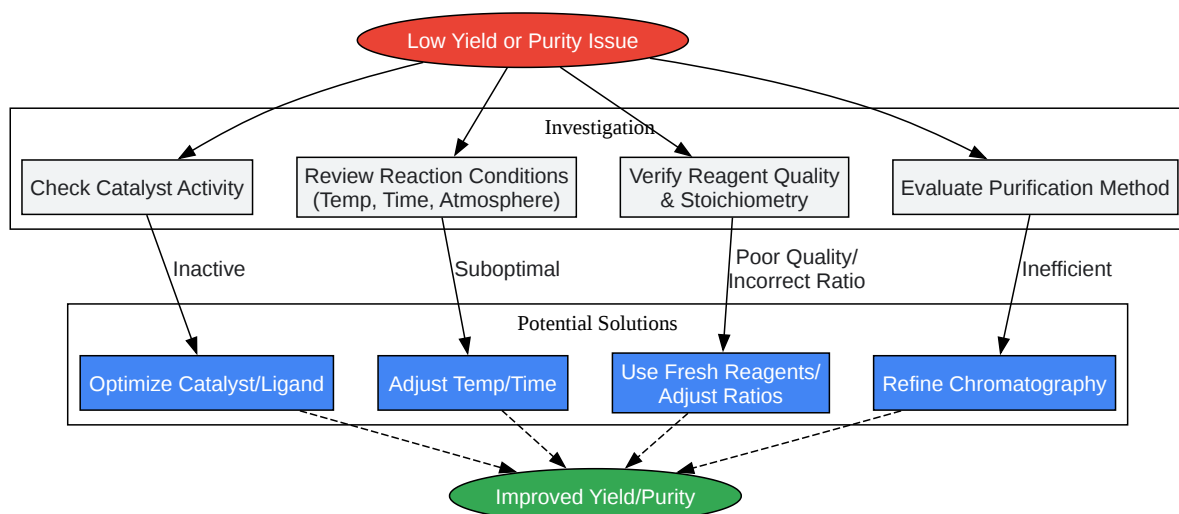 Low Yield or Purity Issue
Investigation
Check Catalyst Activity
Review Reaction Conditions
(Temp, Time, Atmosphere)
Verify Reagent Quality
& Stoichiometry
Evaluate Purification Method
Inactive
Suboptimal
Poor Quality/
Incorrect Ratio
Inefficient
Potential Solutions
Optimize Catalyst/Ligand
Adjust Temp/Time
Use Fresh Reagents/
Adjust Ratios
Refine Chromatography
Improved Yield/Purity